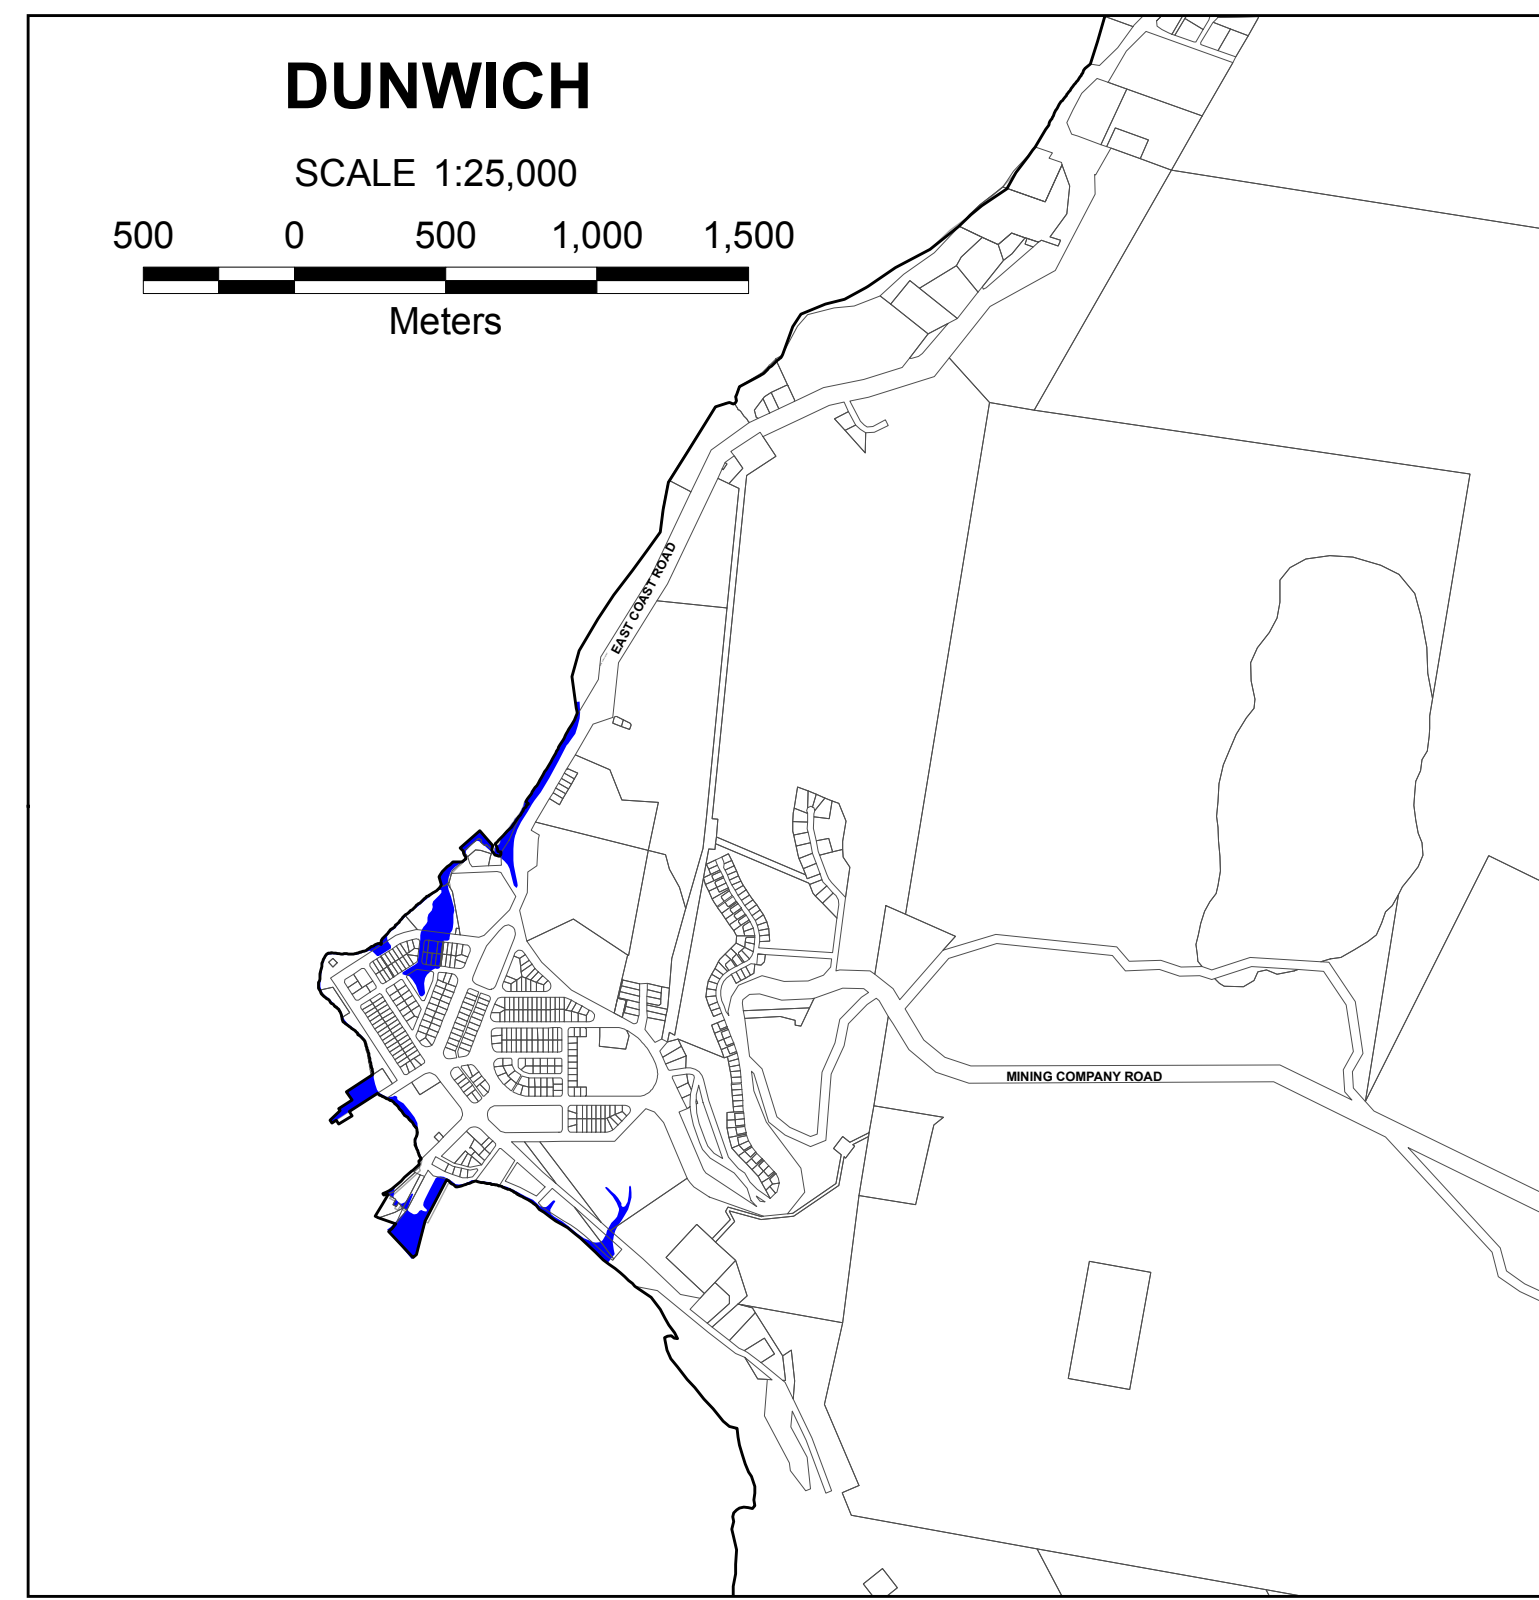 DUNWICH
SCALE 1:25,000
500 0 500 1,000 1,500
Meters
EAST COAST ROAD
MINING COMPANY ROAD